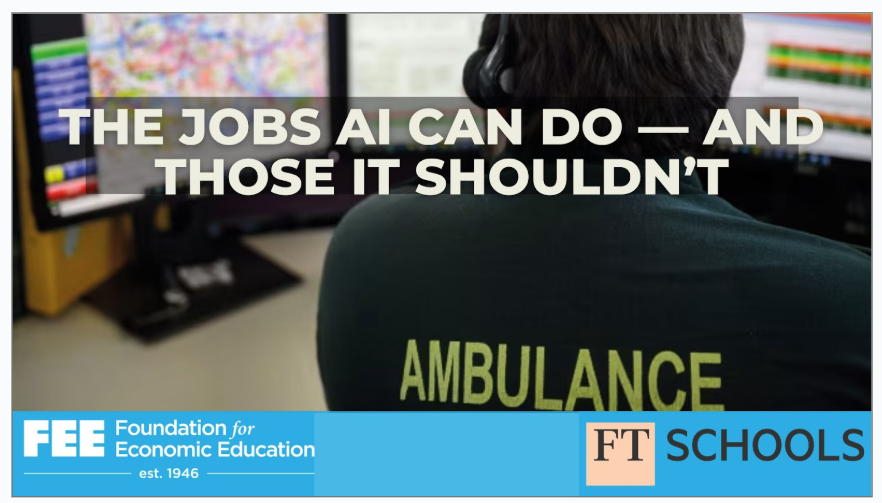 THE JOBS AI CAN DO — AND
THOSE IT SHOULDN’T
AMBULANCE
FEE Foundation for
Economic Education
est. 1946
FT SCHOOLS